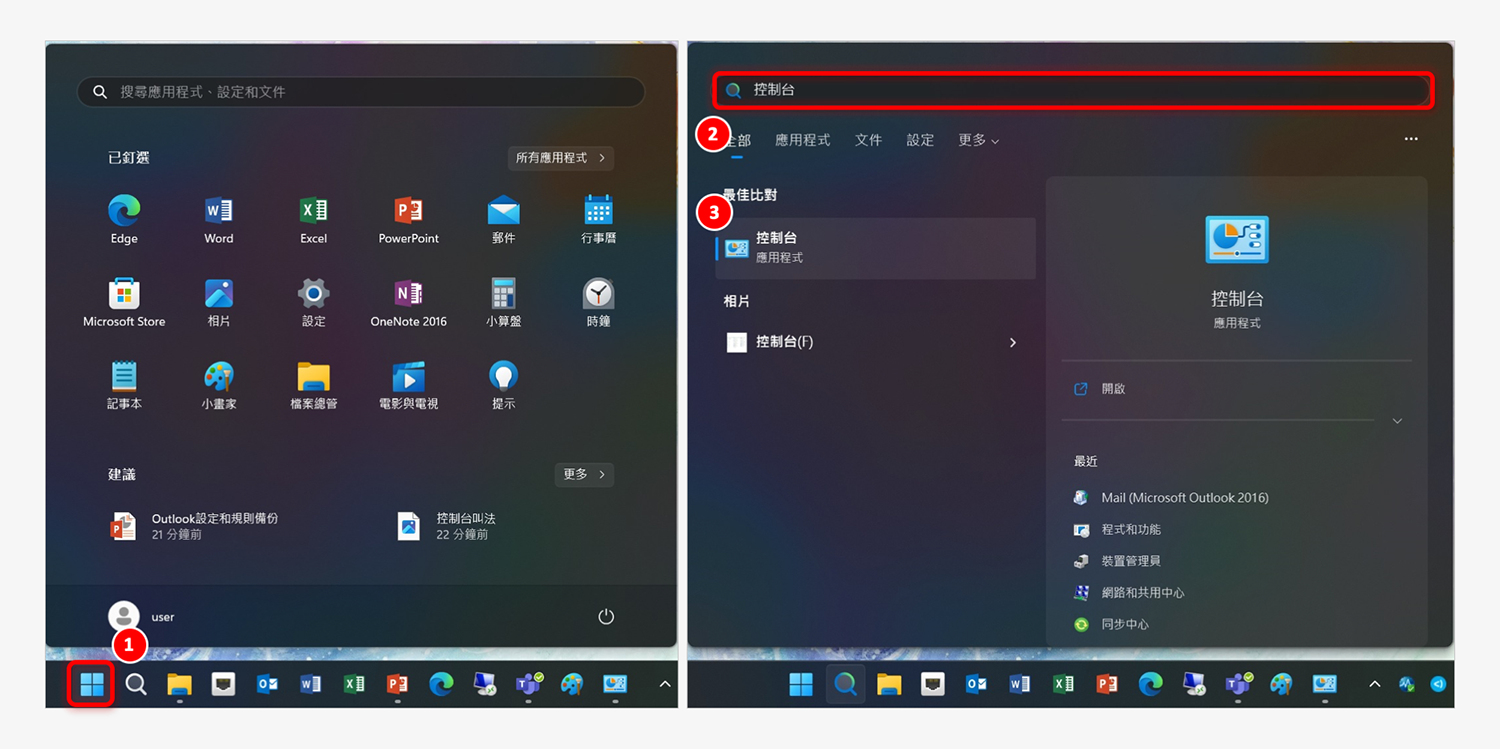 搜尋應用程式、設定和文件
已釘選
所有應用程式
Edge
Word
Excel
PowerPoint
郵件
行事曆
Microsoft Store
相片
設定
OneNote 2016
小算盤
時鐘
記事本
小畫家
檔案總管
電影與電視
提示
建議
更多
Outlook設定和規則備份
21 分鐘前
控制台叫法
22 分鐘前
user
1
控制台
2
全部 應用程式 文件 設定 更多
最佳比對
3
控制台
應用程式
相片
控制台(F)
控制台
應用程式
開啟
最近
Mail (Microsoft Outlook 2016)
程式和功能
裝置管理員
網路和共用中心
同步中心